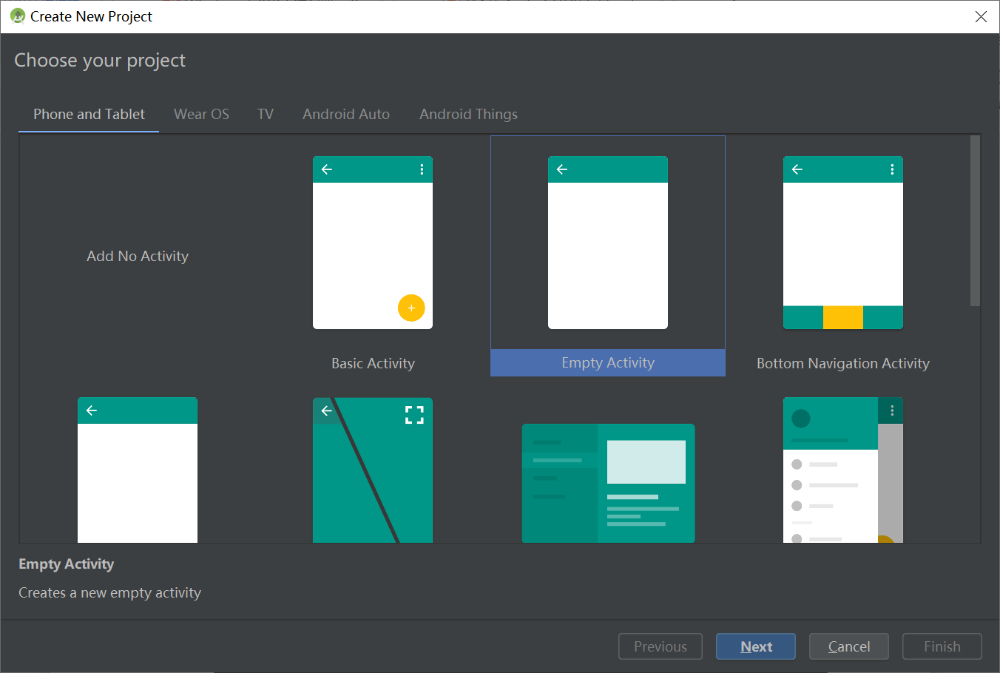 Create New Project
Choose your project
Phone and Tablet
Wear OS
TV
Android Auto
Android Things
Add No Activity
Basic Activity
Empty Activity
Bottom Navigation Activity
Empty Activity
Creates a new empty activity
Previous
Next
Cancel
Finish